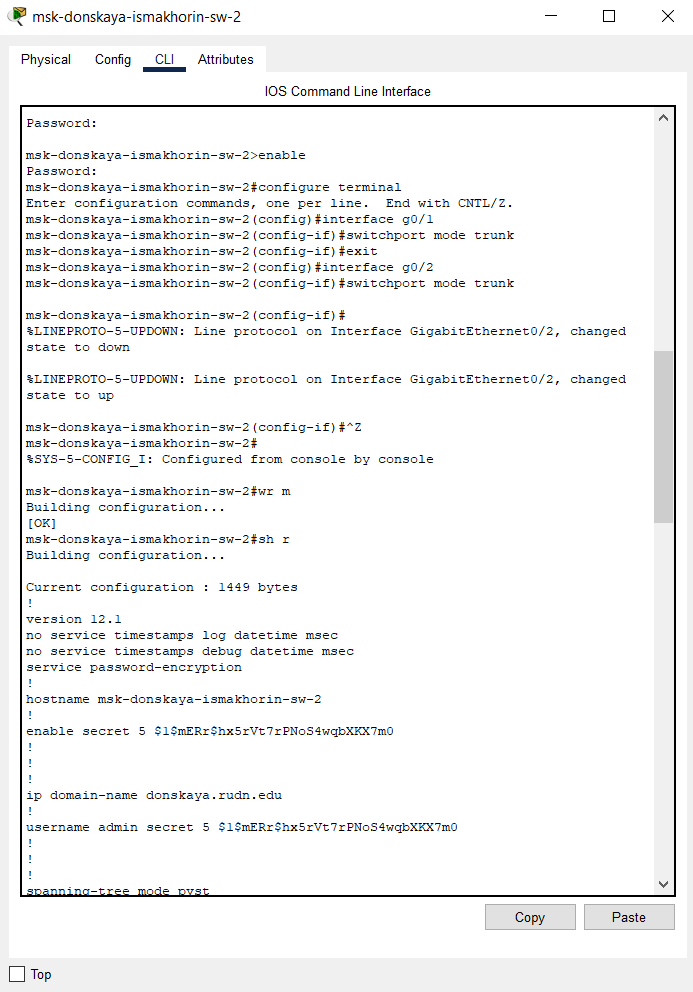 msk-donskaya-ismakhorin-sw-2
Physical Config CLI Attributes
IOS Command Line Interface
Password:
msk-donskaya-ismakhorin-sw-2>enable
Password:
msk-donskaya-ismakhorin-sw-2#configure terminal
Enter configuration commands, one per line.  End with CNTL/Z.
msk-donskaya-ismakhorin-sw-2(config)#interface g0/1
msk-donskaya-ismakhorin-sw-2(config-if)#switchport mode trunk
msk-donskaya-ismakhorin-sw-2(config-if)#exit
msk-donskaya-ismakhorin-sw-2(config)#interface g0/2
msk-donskaya-ismakhorin-sw-2(config-if)#switchport mode trunk
msk-donskaya-ismakhorin-sw-2(config-if)#
%LINEPROTO-5-UPDOWN: Line protocol on Interface GigabitEthernet0/2, changed
state to down
%LINEPROTO-5-UPDOWN: Line protocol on Interface GigabitEthernet0/2, changed
state to up
msk-donskaya-ismakhorin-sw-2(config-if)#^Z
msk-donskaya-ismakhorin-sw-2#
%SYS-5-CONFIG_I: Configured from console by console
msk-donskaya-ismakhorin-sw-2#wr m
Building configuration...
[OK]
msk-donskaya-ismakhorin-sw-2#sh r
Building configuration...
Current configuration : 1449 bytes
!
version 12.1
no service timestamps log datetime msec
no service timestamps debug datetime msec
service password-encryption
!
hostname msk-donskaya-ismakhorin-sw-2
!
enable secret 5 $1$mERr$hx5rVt7rPNoS4wqbXKX7m0
!
!
!
ip domain-name donskaya.rudn.edu
!
username admin secret 5 $1$mERr$hx5rVt7rPNoS4wqbXKX7m0
!
!
!
spanning-tree mode pvst
Copy Paste
Top